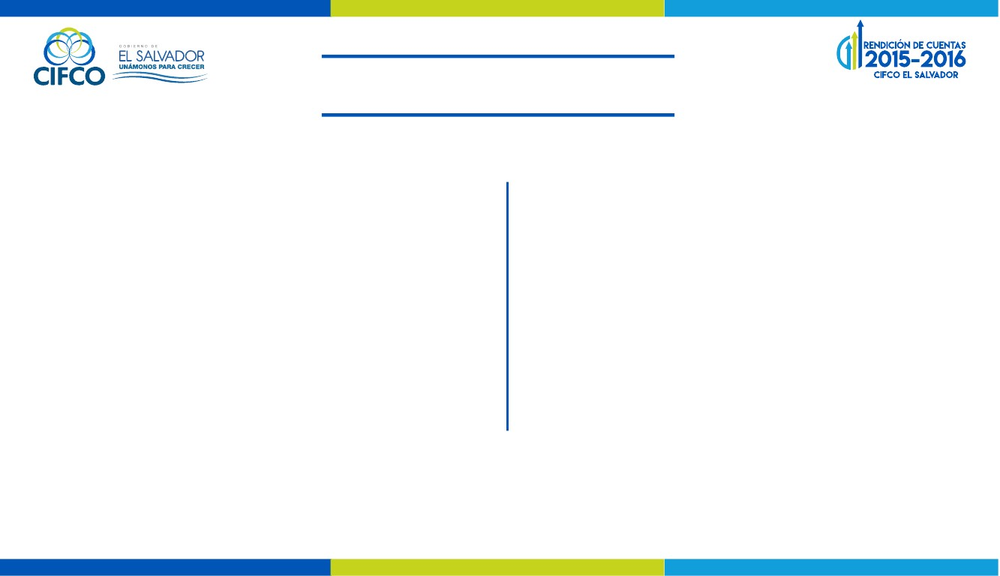 CIFCO
GOBIERNO DE
EL SALVADOR
UNÁMONOS PARA CRECER
RENDICIÓN DE CUENTAS
2015-2016
CIFCO EL SALVADOR